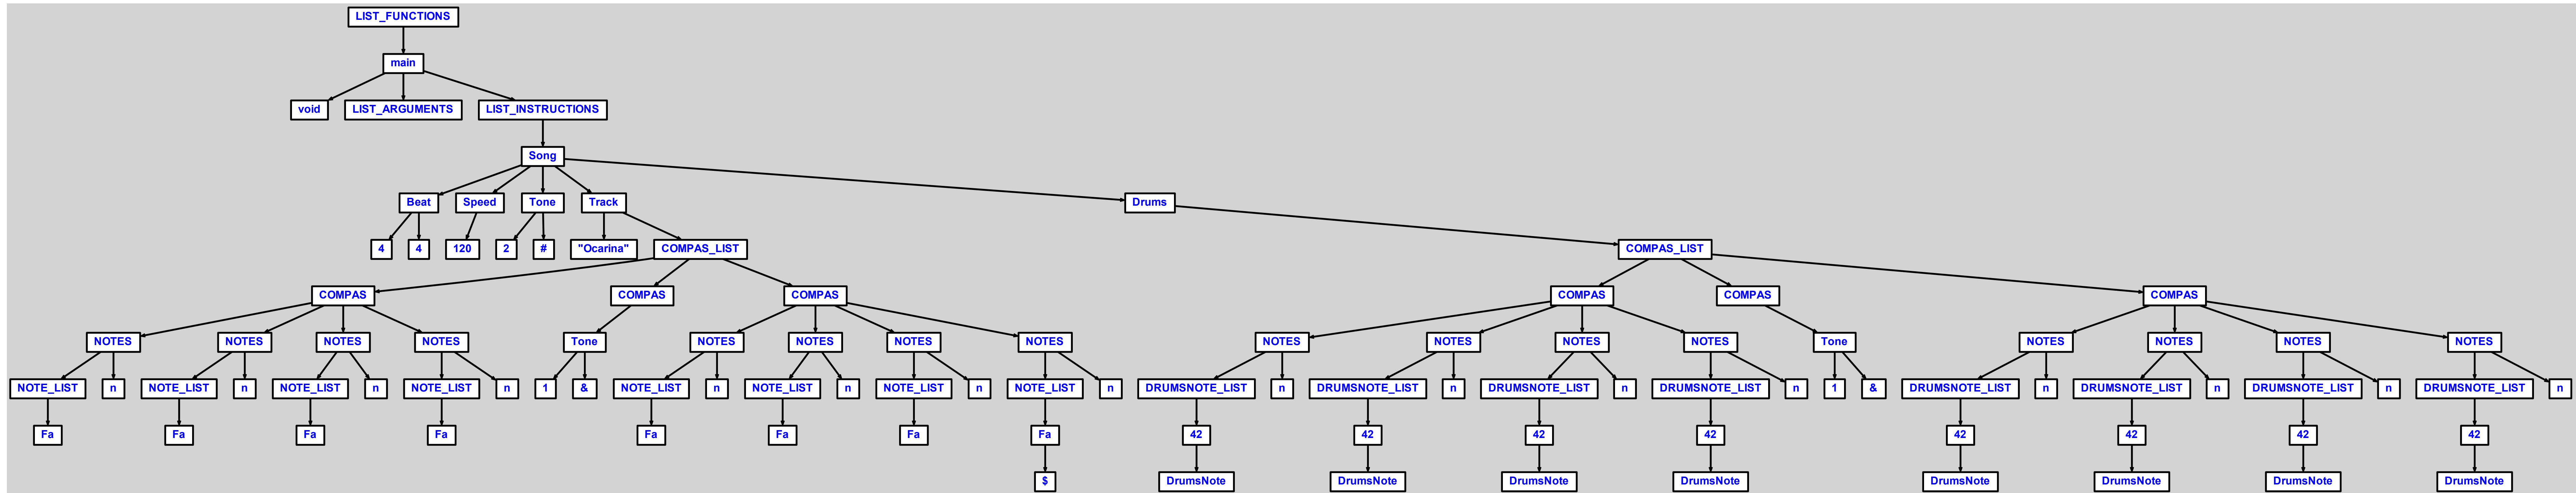 LIST_FUNCTIONS
main
void LIST_ARGUMENTS LIST_INSTRUCTIONS
Song
Beat Speed Tone Track Drums
4 4 120 2 # "Ocarina" COMPAS_LIST COMPAS_LIST
COMPAS COMPAS COMPAS COMPAS COMPAS COMPAS
NOTES NOTES NOTES NOTES Tone NOTES NOTES NOTES NOTES NOTES NOTES NOTES NOTES Tone NOTES NOTES NOTES NOTES
NOTE_LIST n NOTE_LIST n NOTE_LIST n NOTE_LIST n 1 & NOTE_LIST n NOTE_LIST n NOTE_LIST n NOTE_LIST n DRUMSNOTE_LIST n DRUMSNOTE_LIST n DRUMSNOTE_LIST n DRUMSNOTE_LIST n 1 & DRUMSNOTE_LIST n DRUMSNOTE_LIST n DRUMSNOTE_LIST n DRUMSNOTE_LIST n
Fa Fa Fa Fa Fa Fa Fa Fa 42 42 42 42 42 42 42 42
$ DrumsNote DrumsNote DrumsNote DrumsNote DrumsNote DrumsNote DrumsNote DrumsNote